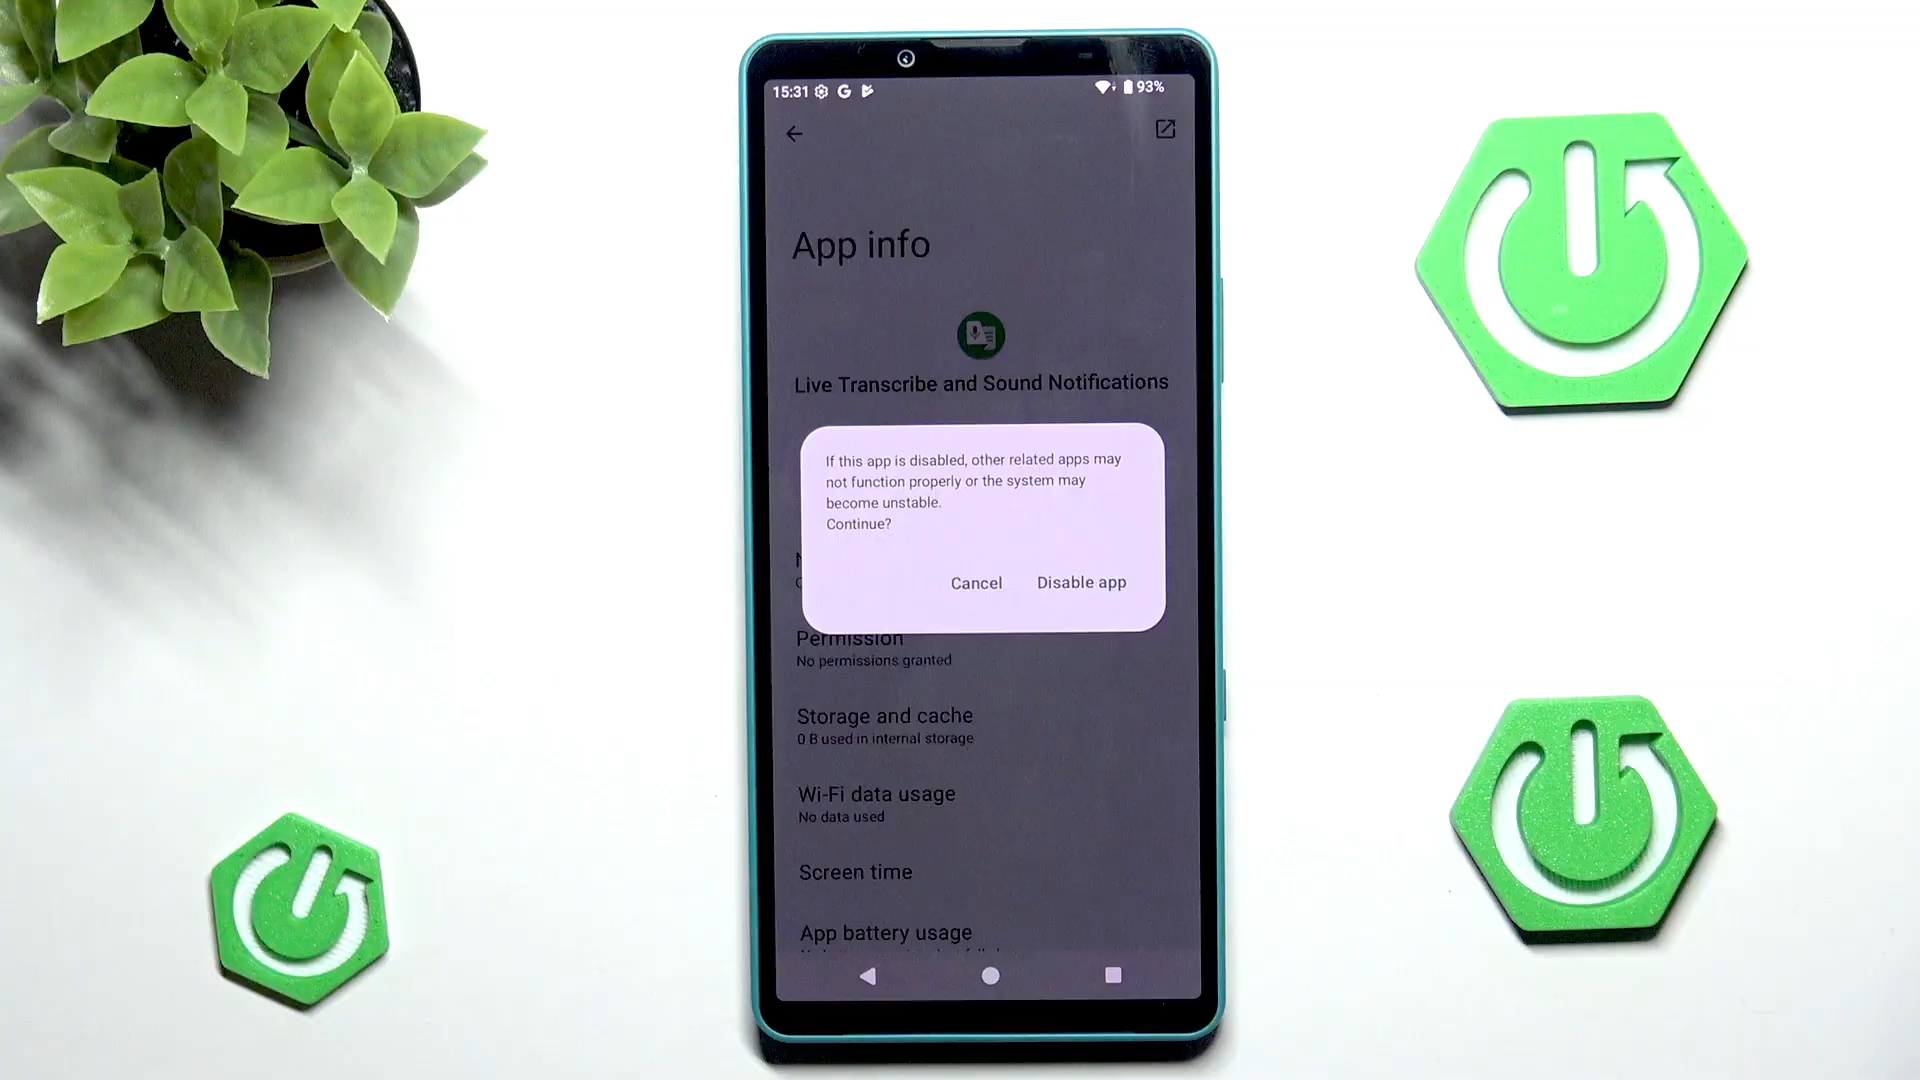 15:31 G 93%
App info
Live Transcribe and Sound Notifications
If this app is disabled, other related apps may
not function properly or the system may
become unstable.
Continue?
Cancel Disable app
Permission
No permissions granted
Storage and cache
0 B used in internal storage
Wi-Fi data usage
No data used
Screen time
App battery usage